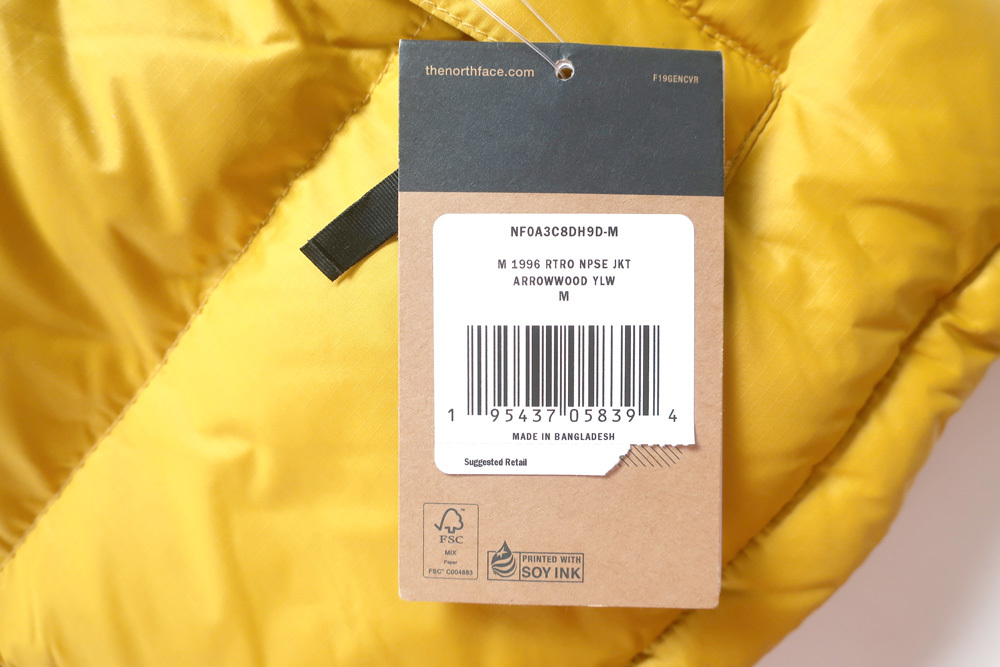 thenorthface.com
F19GENCVR
NF0A3C8DH9D-M
M 1996 RTRO NPSE JKT
ARROWWOOD YLW
M
1 95437 05839 4
MADE IN BANGLADESH
Suggested Retail
FSC
MIX
Paper
FSC™ C004883
PRINTED WITH
SOY INK